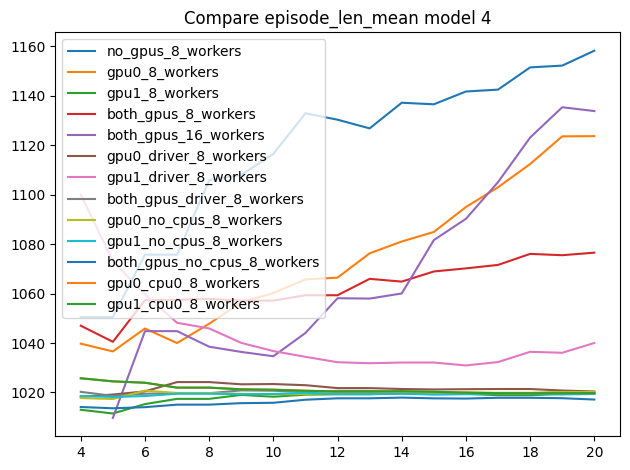 Compare episode_len_mean model 4
1160
1140
1120
1100
1080
1060
1040
1020
no_gpus_8_workers
gpu0_8_workers
gpu1_8_workers
both_gpus_8_workers
both_gpus_16_workers
gpu0_driver_8_workers
gpu1_driver_8_workers
both_gpus_driver_8_workers
gpu0_no_cpus_8_workers
gpu1_no_cpus_8_workers
both_gpus_no_cpus_8_workers
gpu0_cpu0_8_workers
gpu1_cpu0_8_workers
4 6 8 10 12 14 16 18 20